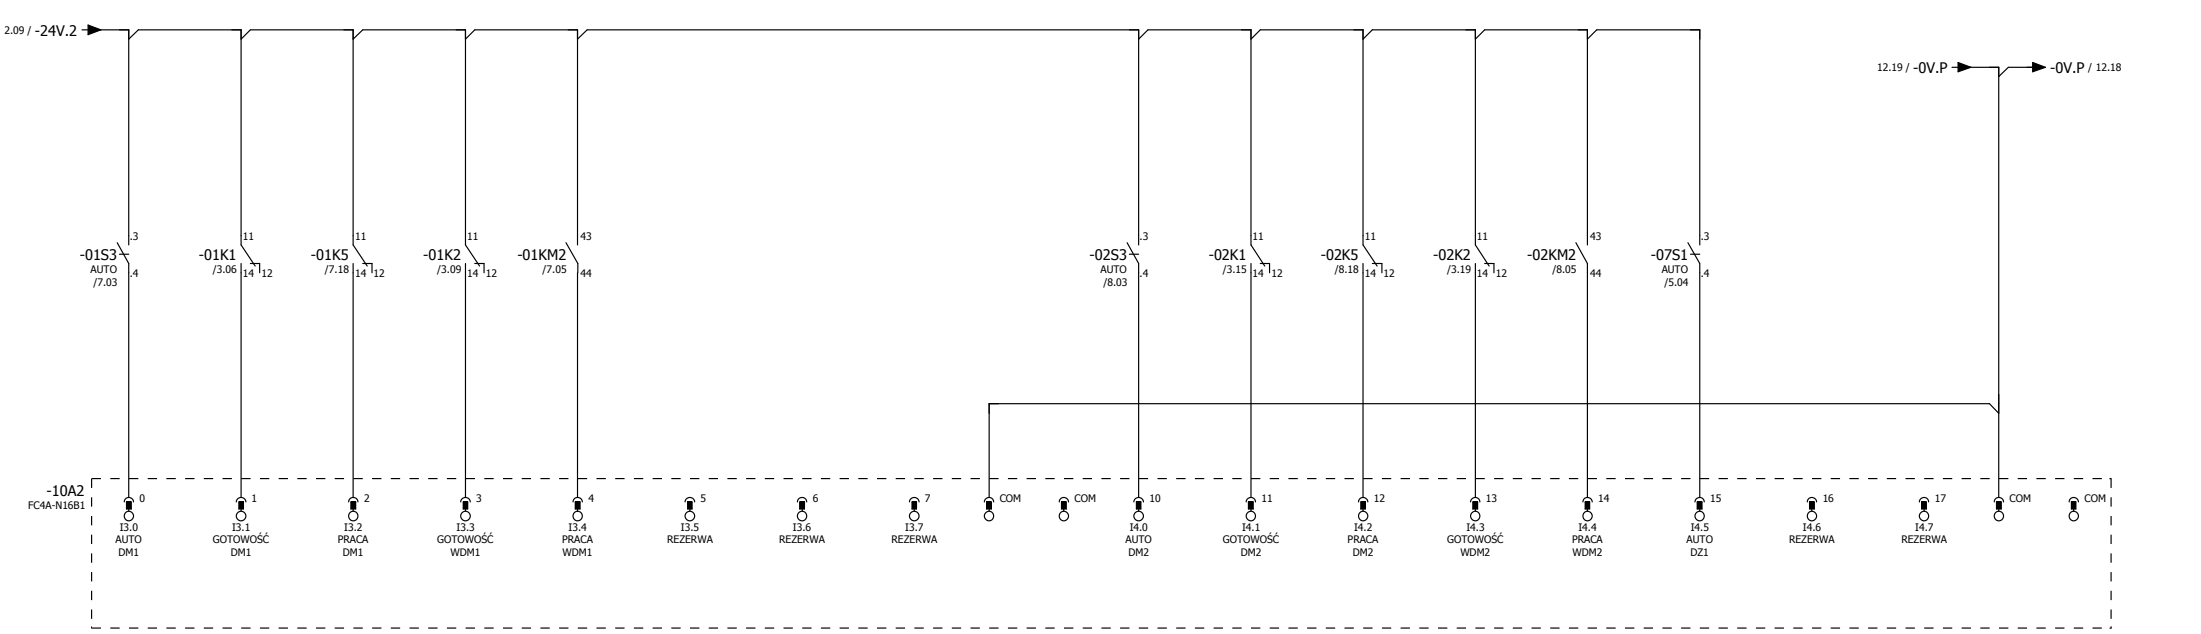 2.09 / -24V.2
12.19 / -0V.P
-0V.P / 12.18
-01S3
AUTO
/7.03
.3
.4
-01K1
/3.06
11
14 12
-01K5
/7.18
11
14 12
-01K2
/3.09
11
14 12
-01KM2
/7.05
43
44
-02S3
AUTO
/8.03
.3
.4
-02K1
/3.15
11
14 12
-02K5
/8.18
11
14 12
-02K2
/3.19
11
14 12
-02KM2
/8.05
43
44
-07S1
AUTO
/5.04
.3
.4
-10A2
FC4A-N16B1
0
I3.0
AUTO
DM1
1
I3.1
GOTOWOŚĆ
DM1
2
I3.2
PRACA
DM1
3
I3.3
GOTOWOŚĆ
WDM1
4
I3.4
PRACA
WDM1
5
I3.5
REZERWA
6
I3.6
REZERWA
7
I3.7
REZERWA
COM
COM
10
I4.0
AUTO
DM2
11
I4.1
GOTOWOŚĆ
DM2
12
I4.2
PRACA
DM2
13
I4.3
GOTOWOŚĆ
WDM2
14
I4.4
PRACA
WDM2
15
I4.5
AUTO
DZ1
16
I4.6
REZERWA
17
I4.7
REZERWA
COM
COM